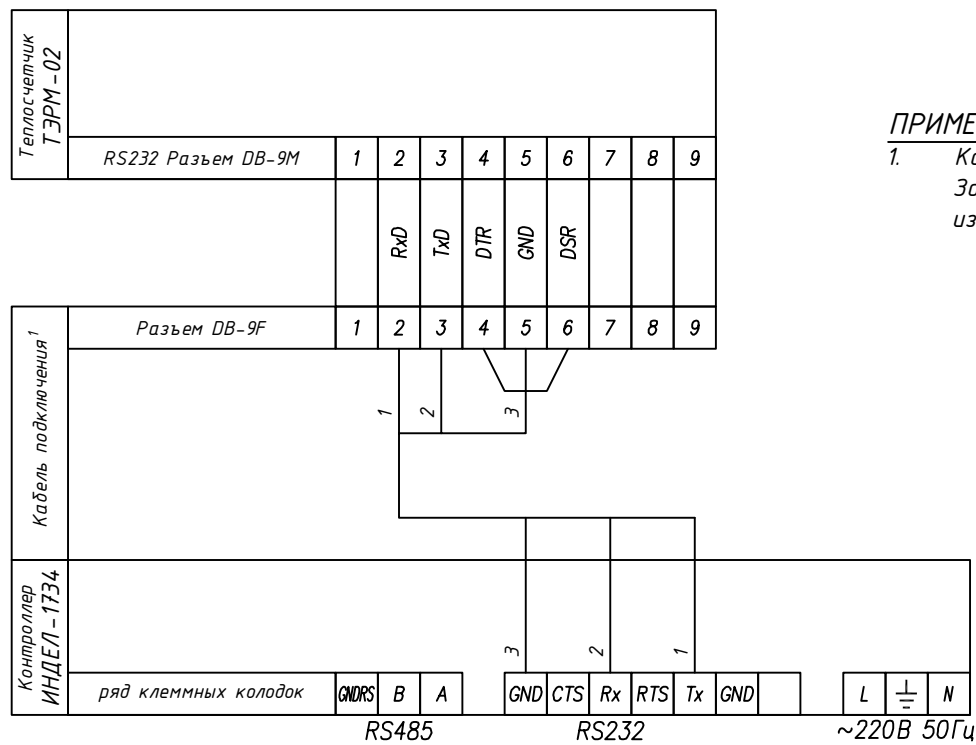 Теплосчетчик
ТЭРМ-02
RS232 Разъем DB-9M 1 2 3 4 5 6 7 8 9
RxD TxD DTR GND DSR
ПРИМЕ
1.
из
Кабель подключения¹
Разъем DB-9F 1 2 3 4 5 6 7 8 9
1 2 3
Контроллер
ИНДЕЛ-1734
3 2 1
ряд клеммных колодок GNDRS B A GND CTS Rx RTS Tx GND L N
RS485 RS232 ~220В 50Гц